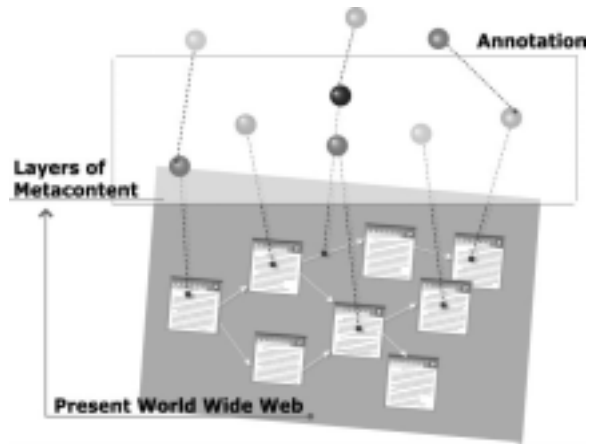 Annotation
Layers of
Metacontent
Present World Wide Web